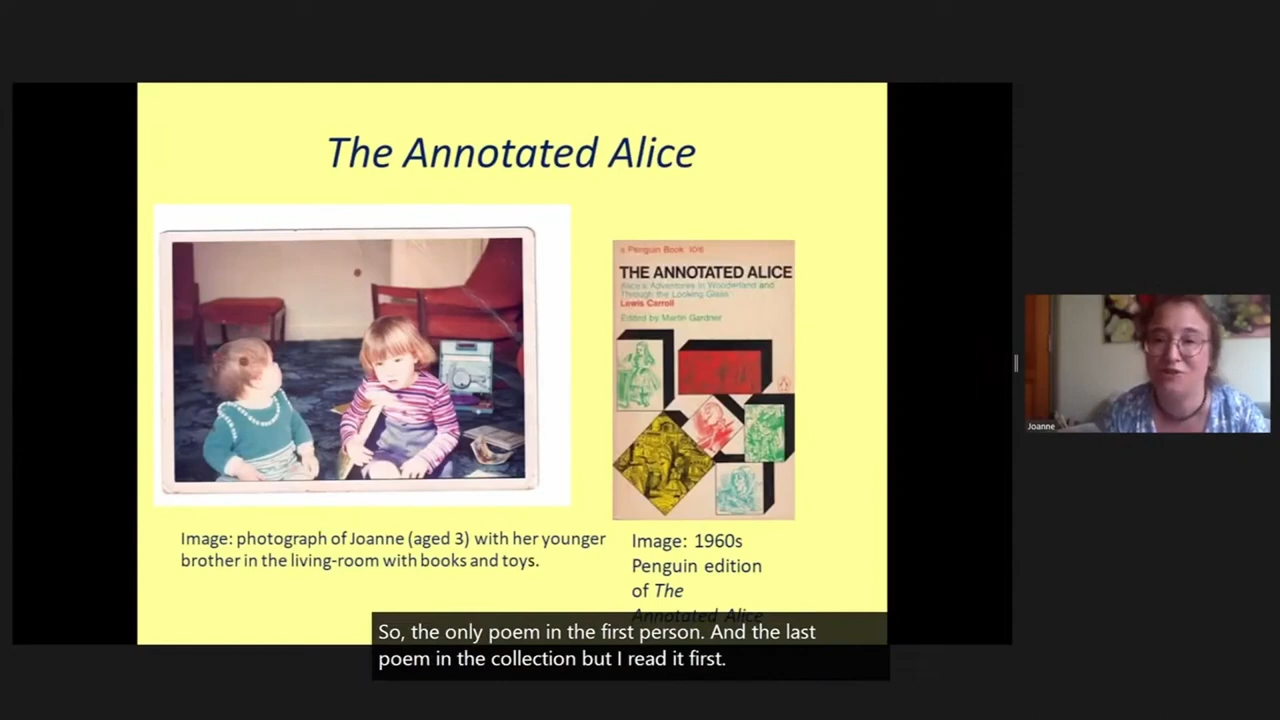 The Annotated Alice
a Penguin Book 10/6
THE ANNOTATED ALICE
Alice's Adventures in Wonderland and
Through the Looking Glass
Lewis Carroll
Edited by Martin Gardner
Image: photograph of Joanne (aged 3) with her younger
brother in the living-room with books and toys.
Image: 1960s
Penguin edition
of The
Annotated Alice
So, the only poem in the first person. And the last
poem in the collection but I read it first.
Joanne